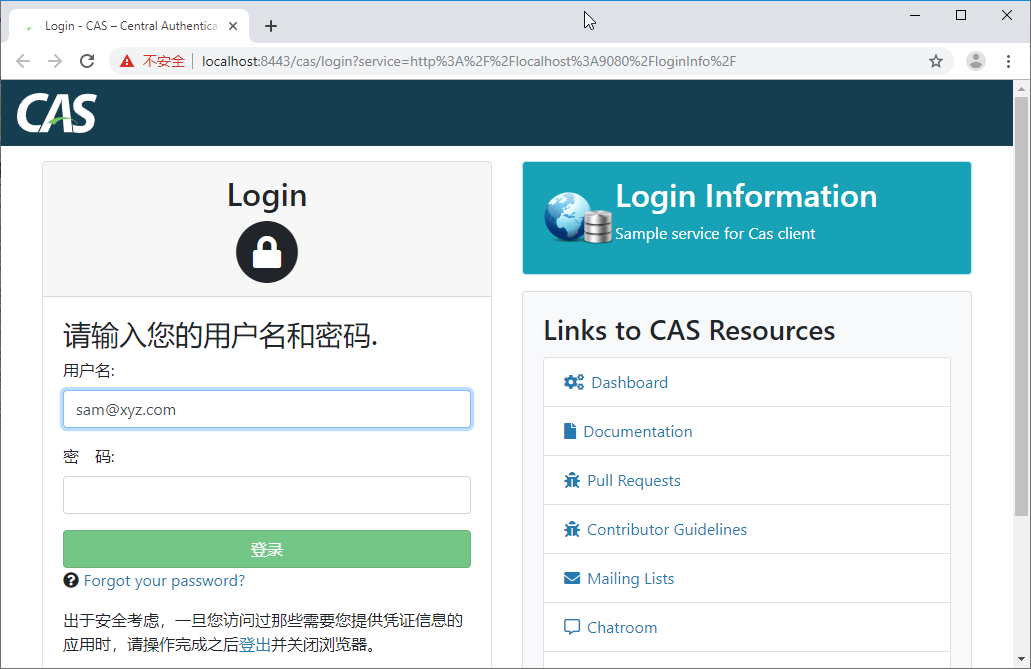 Login - CAS – Central Authentica
不安全
localhost:8443/cas/login?service=http%3A%2F%2Flocalhost%3A9080%2FloginInfo%2F
CAS
Login
请输入您的用户名和密码.
用户名:
sam@xyz.com
密 码:
登录
Forgot your password?
出于安全考虑，一旦您访问过那些需要您提供凭证信息的
应用时，请操作完成之后登出并关闭浏览器。
Login Information
Sample service for Cas client
Links to CAS Resources
Dashboard
Documentation
Pull Requests
Contributor Guidelines
Mailing Lists
Chatroom